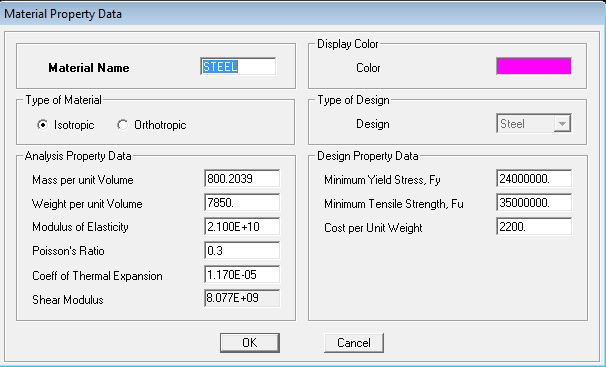 Material Property Data
Display Color
Material Name STEEL
Color
Type of Material
Type of Design
Isotropic Orthotropic
Design Steel
Analysis Property Data
Design Property Data
Mass per unit Volume 800.2039
Minimum Yield Stress, Fy 24000000.
Weight per unit Volume 7850.
Minimum Tensile Strength, Fu 35000000.
Modulus of Elasticity 2.100E+10
Cost per Unit Weight 2200.
Poisson's Ratio 0.3
Coeff of Thermal Expansion 1.170E-05
Shear Modulus 8.077E+09
OK Cancel